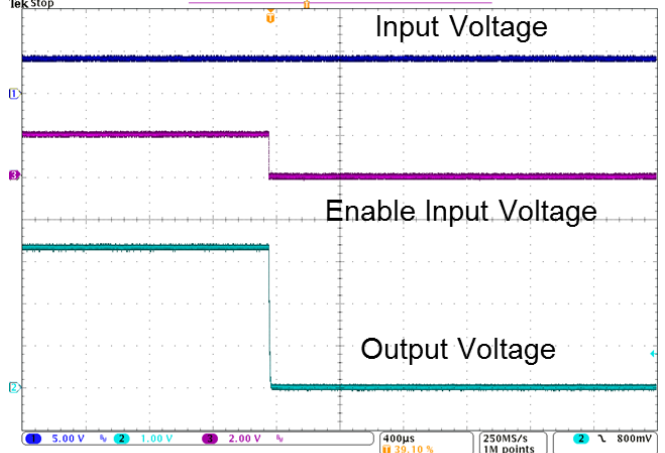 Tek Stop
T
Input Voltage
1
3
Enable Input Voltage
Output Voltage
2
1 5.00 V 2 1.00 V 3 2.00 V 400µs 250MS/s 2 800mV
T 39.10 % 1M points